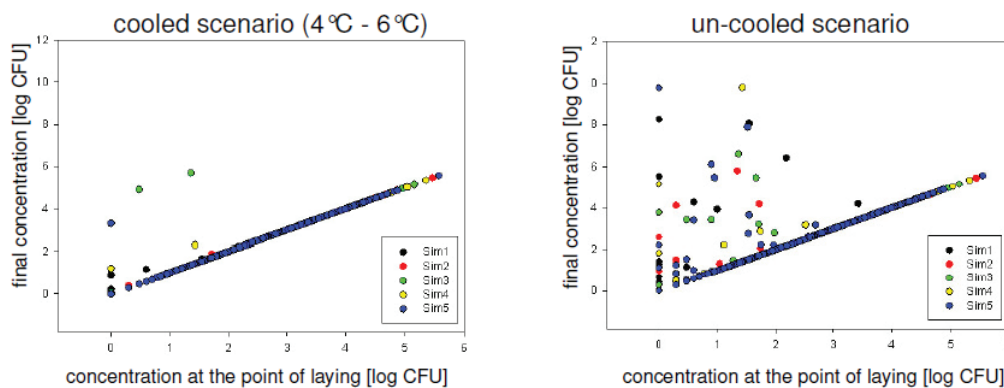 cooled scenario (4°C - 6°C)
final concentration [log CFU]
12
10
8
6
4
2
0
0 1 2 3 4 5 6
Sim1
Sim2
Sim3
Sim4
Sim5
concentration at the point of laying [log CFU]
un-cooled scenario
final concentration [log CFU]
2
0
8
6
4
2
0
0 1 2 3 4 5
Sim1
Sim2
Sim3
Sim4
Sim5
concentration at the point of laying [log CFU]